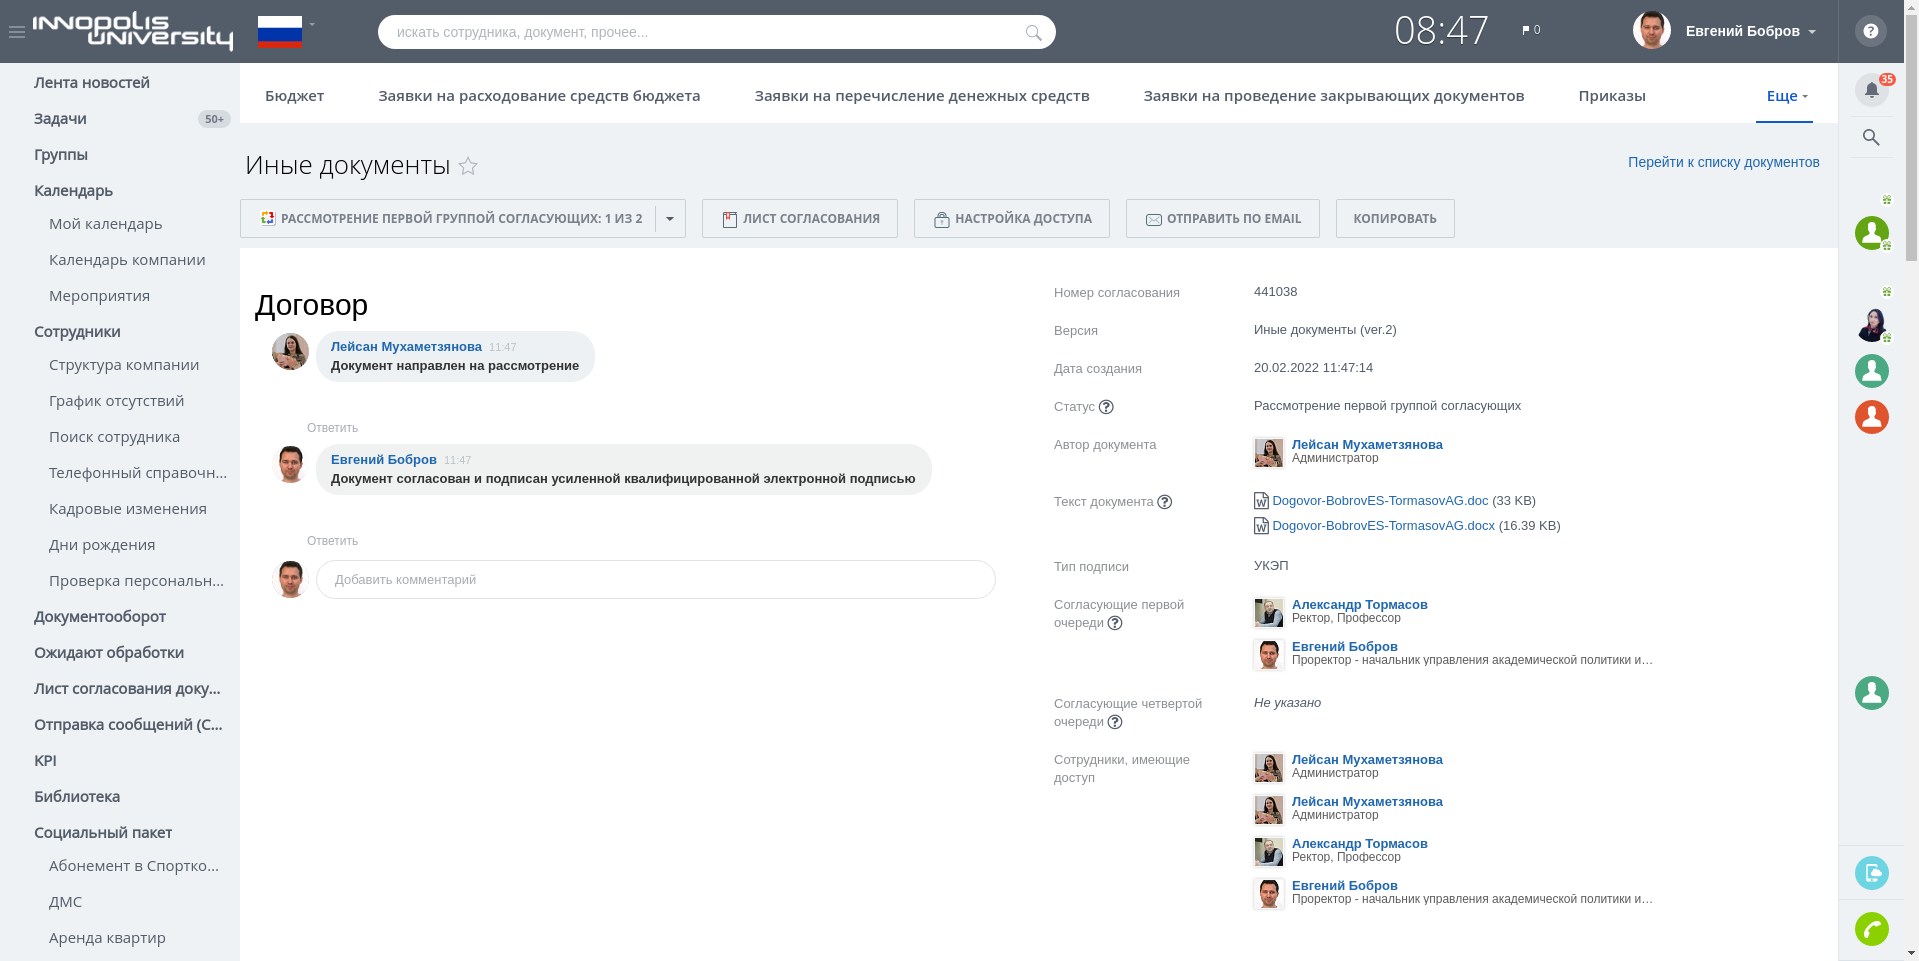 INNOPOLIS
UNIVERSITY
искать сотрудника, документ, прочее...
08:47
0
Евгений Бобров
?
Лента новостей
Задачи
50+
Группы
Календарь
Мой календарь
Календарь компании
Мероприятия
Сотрудники
Структура компании
График отсутствий
Поиск сотрудника
Телефонный справочн...
Кадровые изменения
Дни рождения
Проверка персональн...
Документооборот
Ожидают обработки
Лист согласования доку...
Отправка сообщений (С...
KPI
Библиотека
Социальный пакет
Абонемент в Спортко...
ДМС
Аренда квартир
Бюджет
Заявки на расходование средств бюджета
Заявки на перечисление денежных средств
Заявки на проведение закрывающих документов
Приказы
Еще
35
Иные документы
Перейти к списку документов
РАССМОТРЕНИЕ ПЕРВОЙ ГРУППОЙ СОГЛАСУЮЩИХ: 1 ИЗ 2
ЛИСТ СОГЛАСОВАНИЯ
НАСТРОЙКА ДОСТУПА
ОТПРАВИТЬ ПО EMAIL
КОПИРОВАТЬ
Договор
Лейсан Мухаметзянова 11:47
Документ направлен на рассмотрение
Ответить
Евгений Бобров 11:47
Документ согласован и подписан усиленной квалифицированной электронной подписью
Ответить
Добавить комментарий
Номер согласования
441038
Версия
Иные документы (ver.2)
Дата создания
20.02.2022 11:47:14
Статус ?
Рассмотрение первой группой согласующих
Автор документа
Лейсан Мухаметзянова
Администратор
Текст документа ?
Dogovor-BobrovES-TormasovAG.doc (33 KB)
Dogovor-BobrovES-TormasovAG.docx (16.39 KB)
Тип подписи
УКЭП
Согласующие первой
очереди ?
Александр Тормасов
Ректор, Профессор
Евгений Бобров
Проректор - начальник управления академической политики и...
Согласующие четвертой
очереди ?
Не указано
Сотрудники, имеющие
доступ
Лейсан Мухаметзянова
Администратор
Лейсан Мухаметзянова
Администратор
Александр Тормасов
Ректор, Профессор
Евгений Бобров
Проректор - начальник управления академической политики и...